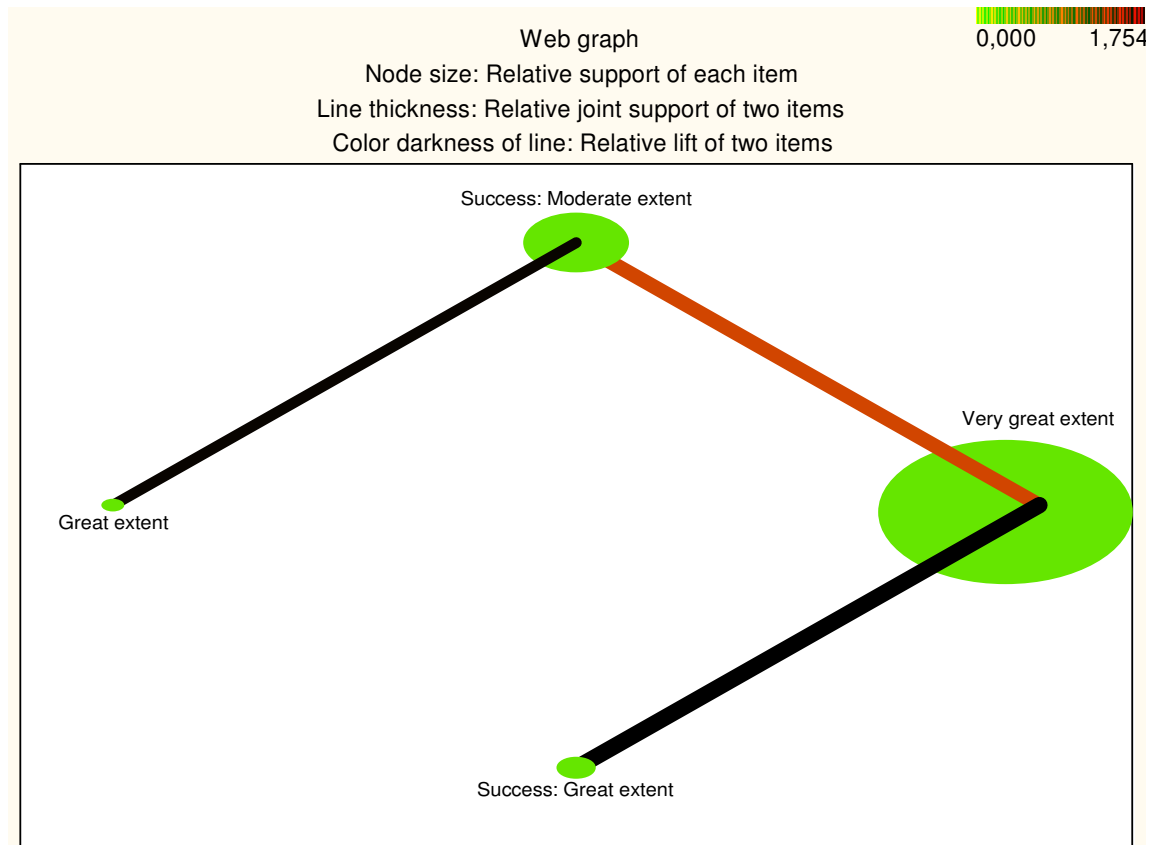 Web graph
0,000 1,754
Node size: Relative support of each item
Line thickness: Relative joint support of two items
Color darkness of line: Relative lift of two items
Success: Moderate extent
Very great extent
Great extent
Success: Great extent